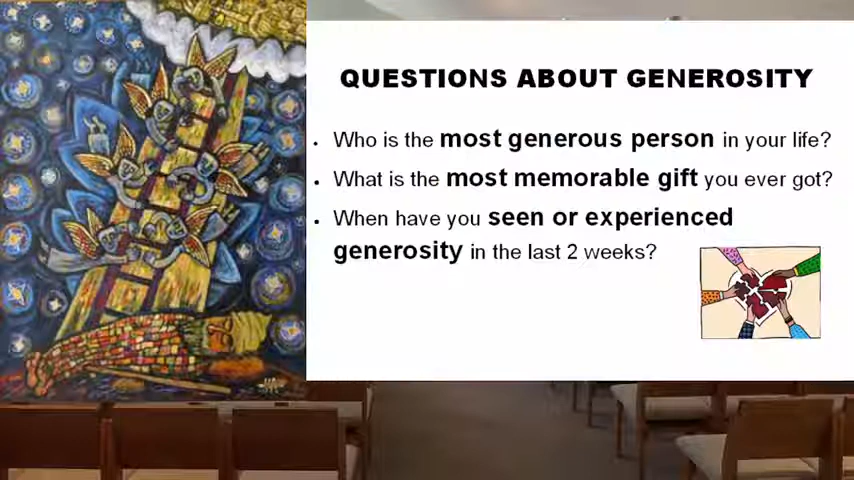 QUESTIONS ABOUT GENEROSITY
• Who is the most generous person in your life?
• What is the most memorable gift you ever got?
• When have you seen or experienced
generosity in the last 2 weeks?